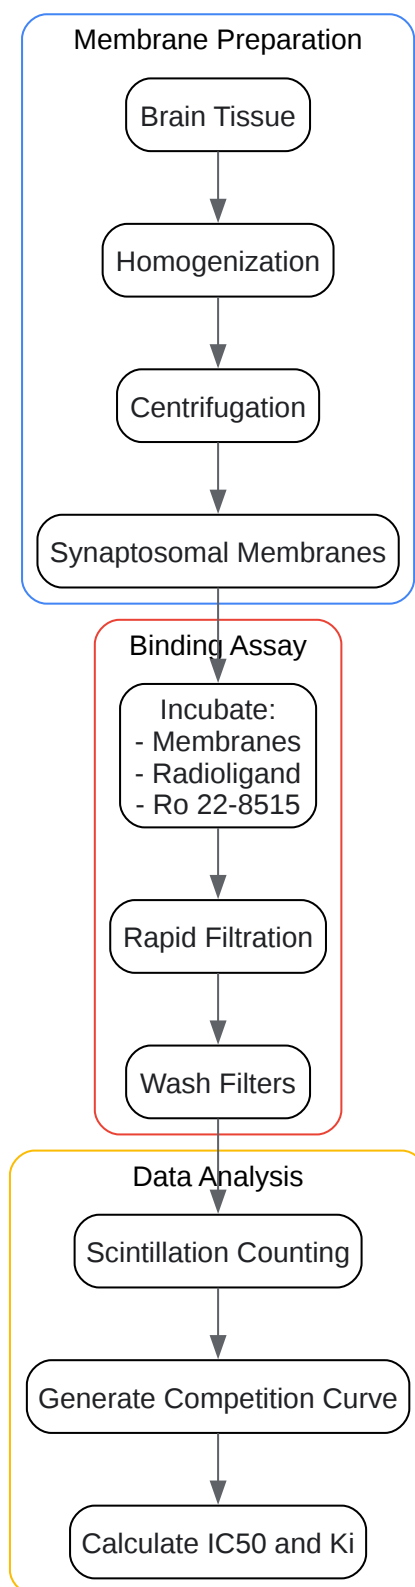 Membrane Preparation
Brain Tissue
Homogenization
Centrifugation
Synaptosomal Membranes
Binding Assay
Incubate:
- Membranes
- Radioligand
- Ro 22-8515
Rapid Filtration
Wash Filters
Data Analysis
Scintillation Counting
Generate Competition Curve
Calculate IC50 and Ki